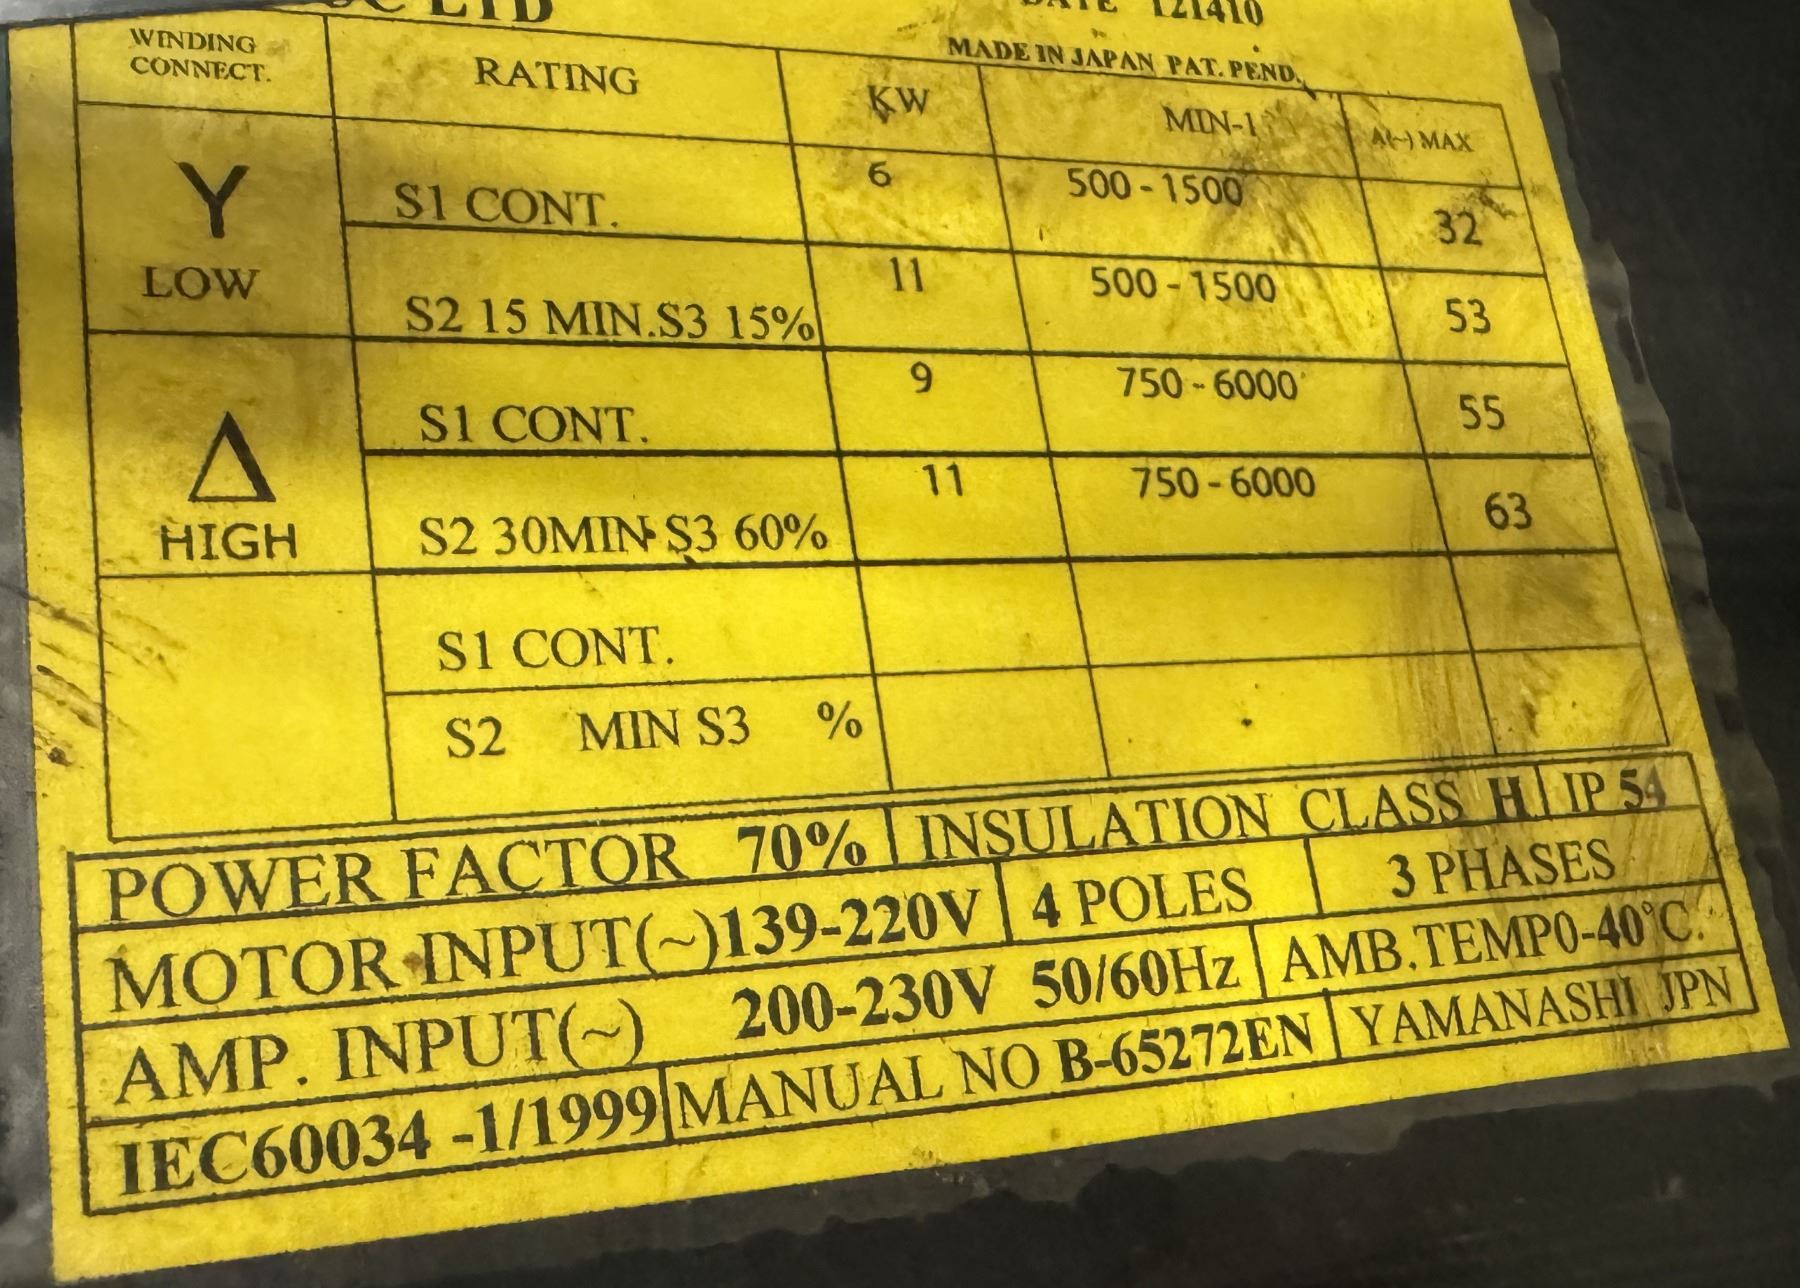 LTD
DATE 121410
MADE IN JAPAN PAT. PEND.
WINDING CONNECT. RATING KW MIN-1 A(~) MAX
Y LOW
S1 CONT. 6 500-1500 32
S2 15 MIN.S3 15% 11 500-1500 53
Δ HIGH
S1 CONT. 9 750-6000 55
S2 30MIN S3 60% 11 750-6000 63
S1 CONT.
S2 MIN S3 %
POWER FACTOR 70% INSULATION CLASS H IP 54
MOTOR INPUT(~)139-220V 4 POLES 3 PHASES
AMP. INPUT(~) 200-230V 50/60Hz AMB.TEMP0-40°C.
IEC60034 -1/1999 MANUAL NO B-65272EN YAMANASHI JPN